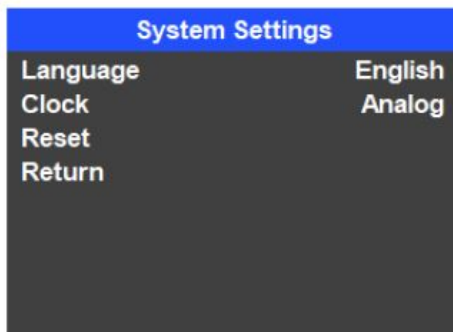 System Settings
Language English
Clock Analog
Reset
Return